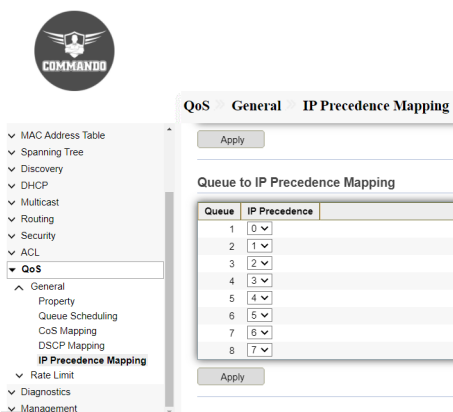 COMMANDO
QoS General IP Precedence Mapping
MAC Address Table
Spanning Tree
Discovery
DHCP
Multicast
Routing
Security
ACL
QoS
General
Property
Queue Scheduling
CoS Mapping
DSCP Mapping
IP Precedence Mapping
Rate Limit
Diagnostics
Management
Apply
Queue to IP Precedence Mapping
Queue IP Precedence
1 0
2 1
3 2
4 3
5 4
6 5
7 6
8 7
Apply